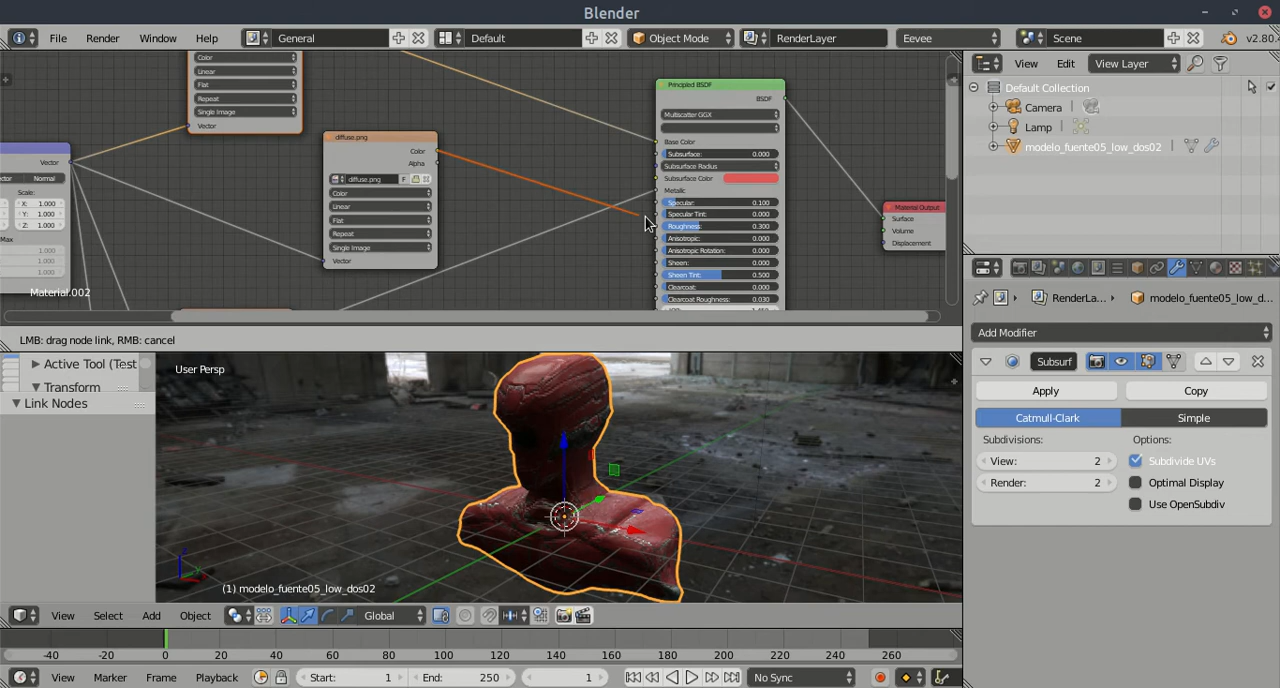 Blender
File Render Window Help General Default Object Mode RenderLayer Eevee Scene v2.80.
Color
Linear
Flat
Repeat
Single Image
Vector
Vector
Normal
Scale:
X: 1.000
Y: 1.000
Z: 1.000
Max
1.000
1.000
1.000
Material.002
diffuse.png
Color
Alpha
diffuse.png F
Color
Linear
Flat
Repeat
Single Image
Vector
Principled BSDF
BSDF
Multiscatter GGX
Base Color
Subsurface: 0.000
Subsurface Radius
Subsurface Color
Metallic
Specular: 0.100
Specular Tint: 0.000
Roughness: 0.300
Anisotropic: 0.000
Anisotropic Rotation: 0.000
Sheen: 0.000
Sheen Tint: 0.500
Clearcoat: 0.000
Clearcoat Roughness: 0.030
Material Output
Surface
Volume
Displacement
View Edit View Layer
Default Collection
Camera
Lamp
modelo_fuente05_low_dos02
RenderLa... modelo_fuente05_low_d...
Add Modifier
Subsurf
Apply Copy
Catmull-Clark Simple
Subdivisions: Options:
View: 2 Subdivide UVs
Render: 2 Optimal Display
Use OpenSubdiv
LMB: drag node link, RMB: cancel
Active Tool (Test
Transform
Link Nodes
User Persp
(1) modelo_fuente05_low_dos02
View Select Add Object Global
-40 -20 0 20 40 60 80 100 120 140 160 180 200 220 240 260
View Marker Frame Playback Start: 1 End: 250 1 No Sync